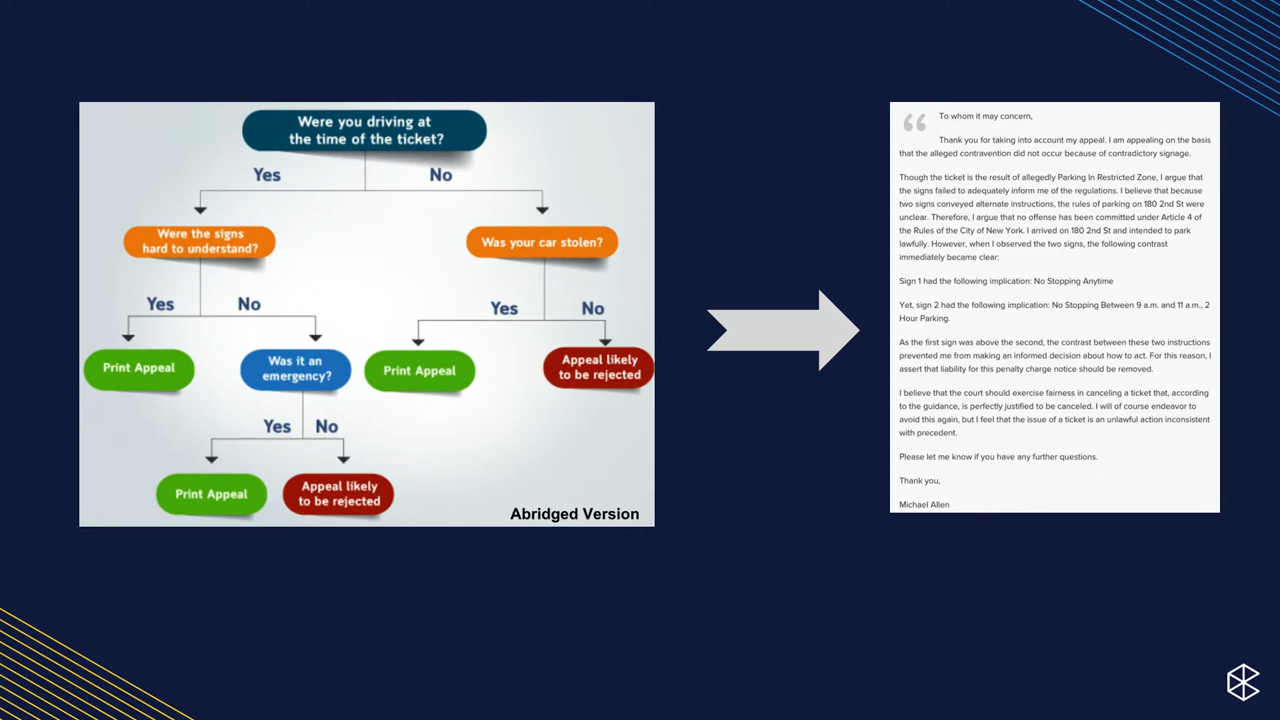 Were you driving at
the time of the ticket?
Yes
No
Were the signs
hard to understand?
Was your car stolen?
Yes
No
Yes
No
Print Appeal
Was it an
emergency?
Print Appeal
Appeal likely
to be rejected
Yes
No
Print Appeal
Appeal likely
to be rejected
Abridged Version
“
To whom it may concern,
Thank you for taking into account my appeal. I am appealing on the basis
that the alleged contravention did not occur because of contradictory signage.
Though the ticket is the result of allegedly Parking In Restricted Zone, I argue that
the signs failed to adequately inform me of the regulations. I believe that because
two signs conveyed alternate instructions, the rules of parking on 180 2nd St were
unclear. Therefore, I argue that no offense has been committed under Article 4 of
the Rules of the City of New York. I arrived on 180 2nd St and intended to park
lawfully. However, when I observed the two signs, the following contrast
immediately became clear:
Sign 1 had the following implication: No Stopping Anytime
Yet, sign 2 had the following implication: No Stopping Between 9 a.m. and 11 a.m., 2
Hour Parking.
As the first sign was above the second, the contrast between these two instructions
prevented me from making an informed decision about how to act. For this reason, I
assert that liability for this penalty charge notice should be removed.
I believe that the court should exercise fairness in canceling a ticket that, according
to the guidance, is perfectly justified to be canceled. I will of course endeavor to
avoid this again, but I feel that the issue of a ticket is an unlawful action inconsistent
with precedent.
Please let me know if you have any further questions.
Thank you,
Michael Allen